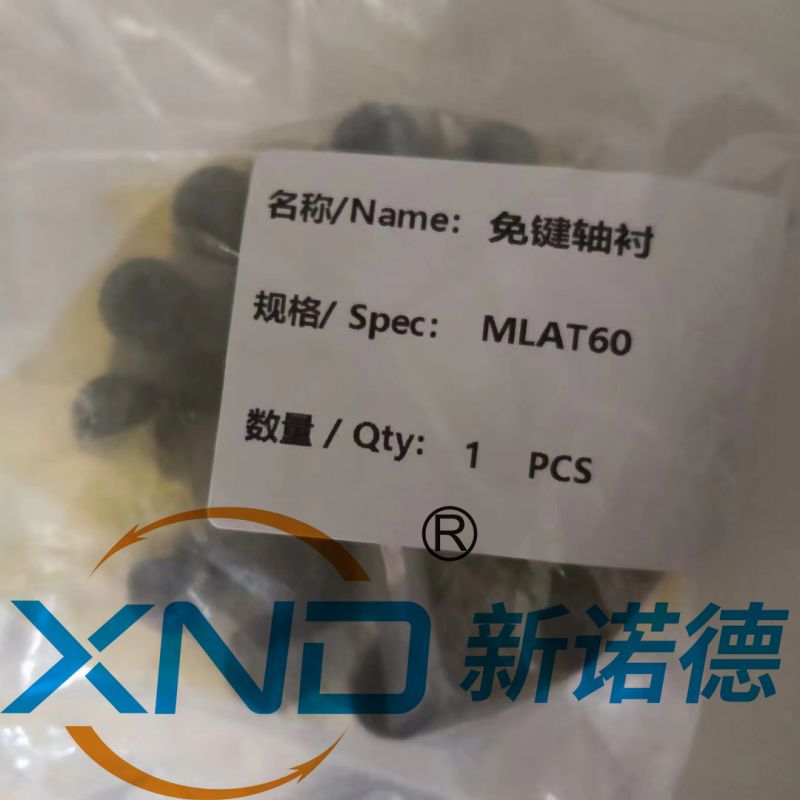 名称/Name: 免键轴衬
规格/ Spec: MLAT60
数量 / Qty: 1 PCS
®
XND 新诺德